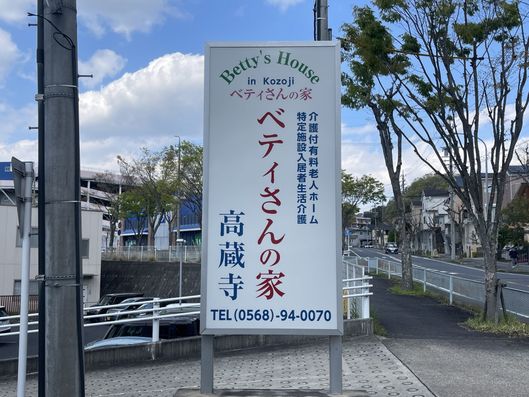 Betty's House
in Kozoji
ベティさんの家
介護付有料老人ホーム
特定施設入居者生活介護
ベティさんの家
高蔵寺
TEL(0568)-94-0070